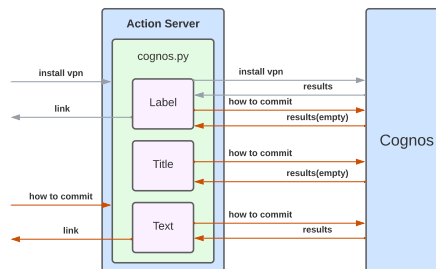 Action Server
cognos.py
install vpn
install vpn
results
Label
how to commit
link
results(empty)
Cognos
Title
how to commit
results(empty)
how to commit
Text
how to commit
link
results